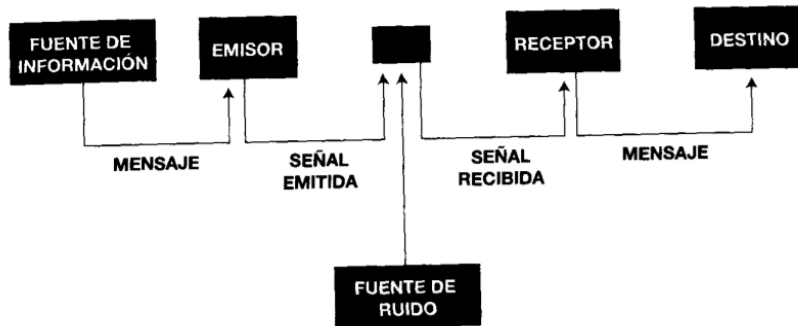 FUENTE DE
INFORMACIÓN
EMISOR
RECEPTOR
DESTINO
MENSAJE
SEÑAL
EMITIDA
SEÑAL
RECIBIDA
MENSAJE
FUENTE DE
RUIDO